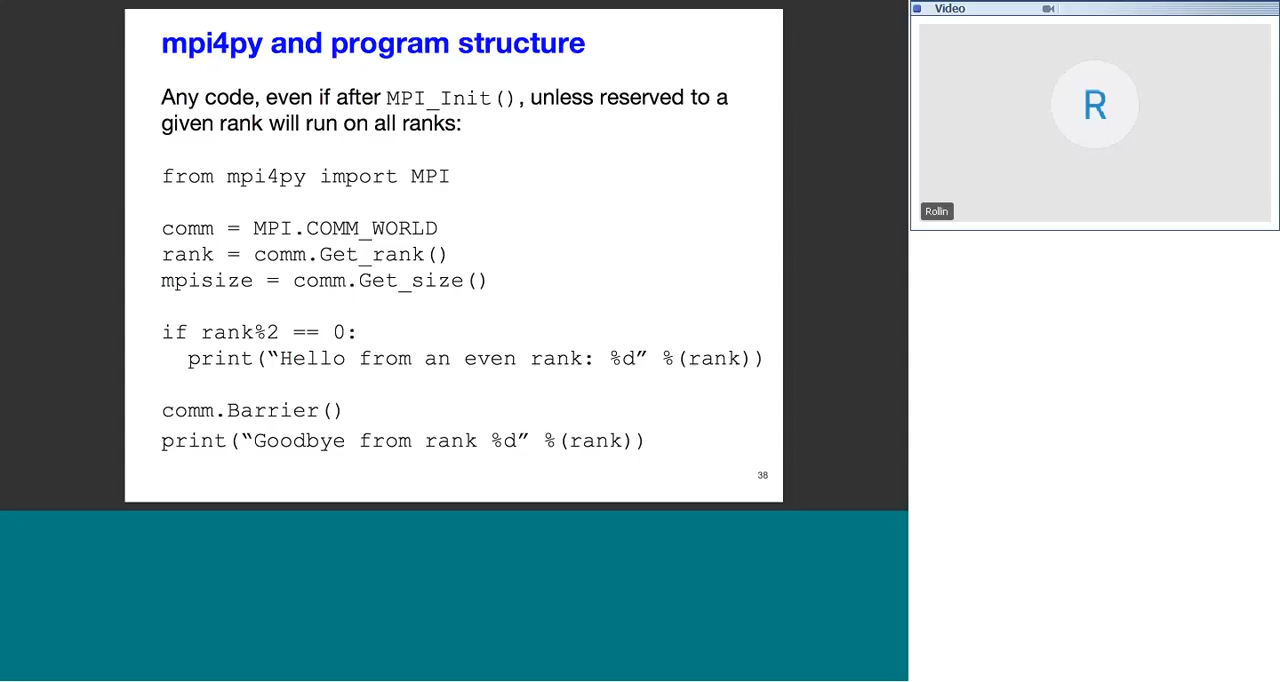 mpi4py and program structure
Any code, even if after MPI_Init(), unless reserved to a
given rank will run on all ranks:
from mpi4py import MPI
comm = MPI.COMM_WORLD
rank = comm.Get_rank()
mpisize = comm.Get_size()
if rank%2 == 0:
print(“Hello from an even rank: %d” %(rank))
comm.Barrier()
print(“Goodbye from rank %d” %(rank))
38
Video
R
Rolin